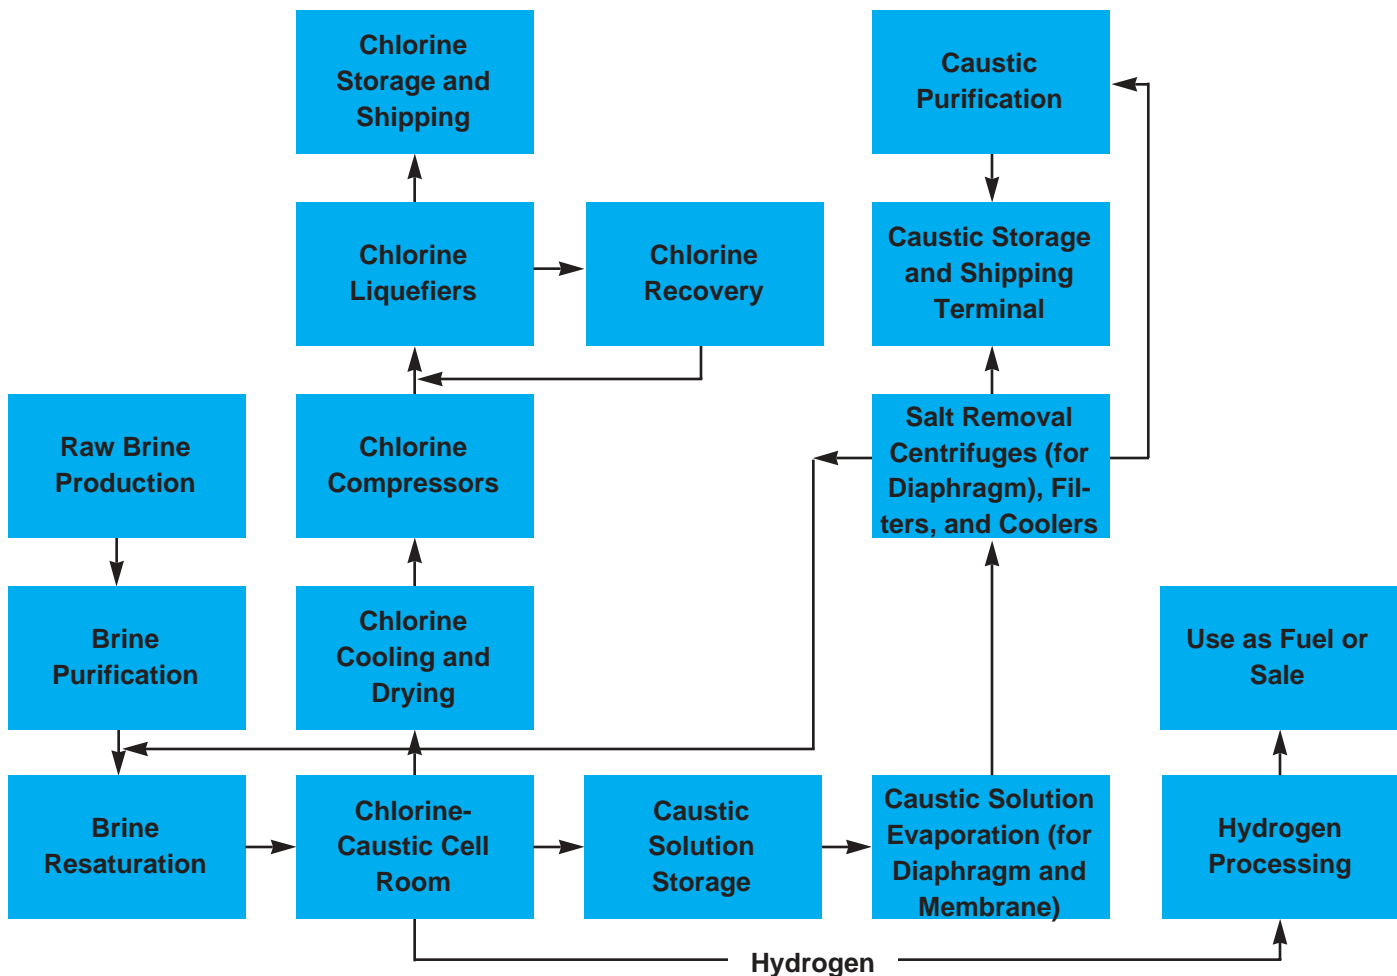 Chlorine
Storage and
Shipping
Caustic
Purification
Chlorine
Liquefiers
Chlorine
Recovery
Caustic Storage
and Shipping
Terminal
Raw Brine
Production
Chlorine
Compressors
Salt Removal
Centrifuges (for
Diaphragm), Fil-
ters, and Coolers
Brine
Purification
Chlorine
Cooling and
Drying
Use as Fuel or
Sale
Brine
Resaturation
Chlorine-
Caustic Cell
Room
Caustic
Solution
Storage
Caustic Solution
Evaporation (for
Diaphragm and
Membrane)
Hydrogen
Processing
Hydrogen